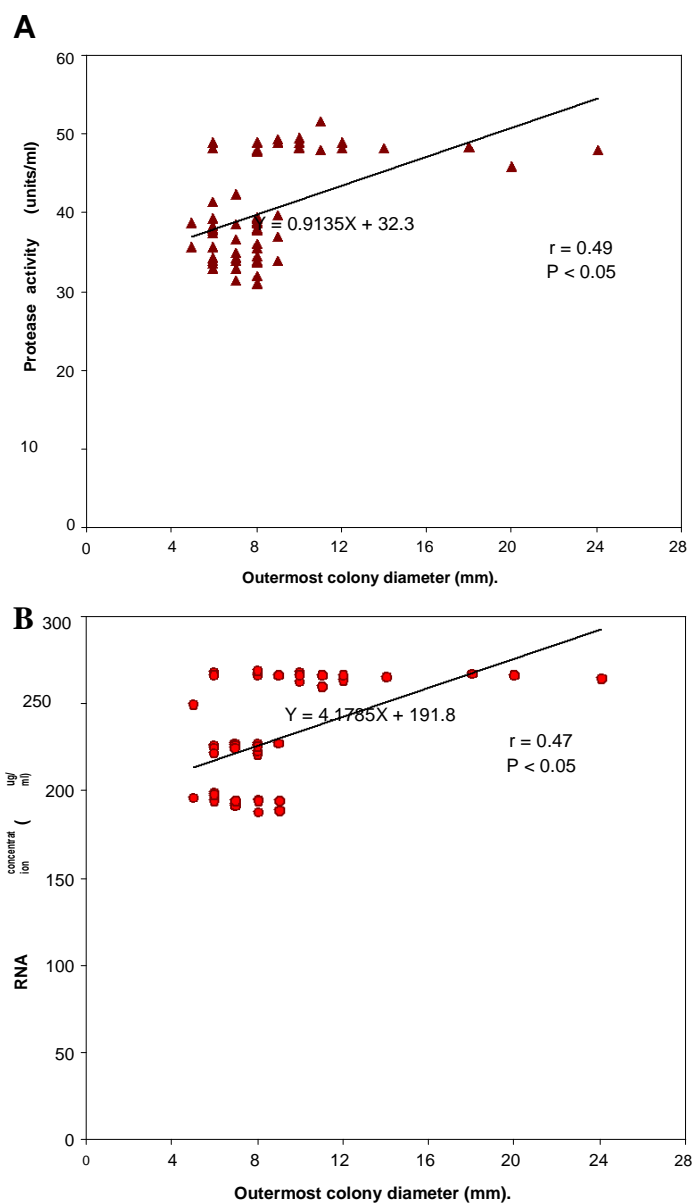 A
60
50
40
30
20
10
0
Protease activity (units/ml)
Y = 0.9135X + 32.3
r = 0.49
P < 0.05
0 4 8 12 16 20 24 28
Outermost colony diameter (mm).
B
300
250
200
150
100
50
0
RNA
concentrat
ion
(
ug/
ml)
Y = 4.1785X + 191.8
r = 0.47
P < 0.05
0 4 8 12 16 20 24 28
Outermost colony diameter (mm).